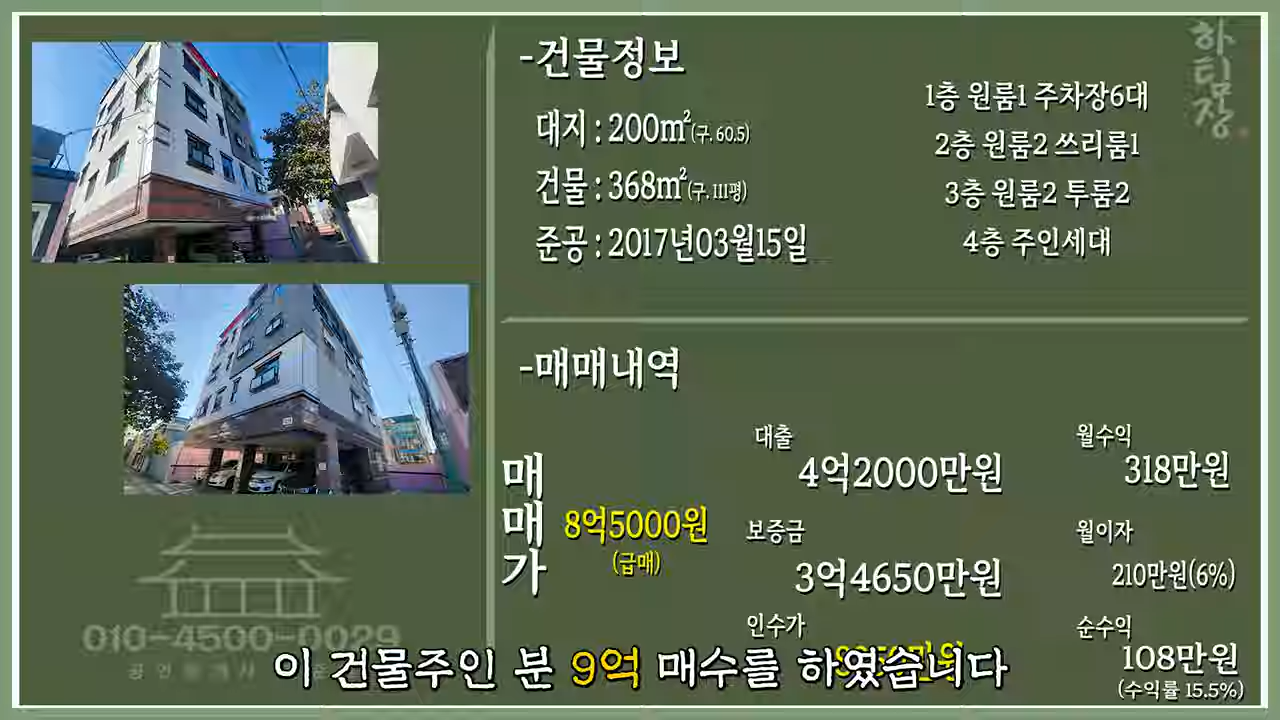 -건물정보
대지 : 200㎡(구. 60.5)
건물 : 368㎡(구. 111평)
준공 : 2017년03월15일
1층 원룸1 주차장6대
2층 원룸2 쓰리룸1
3층 원룸2 투룸2
4층 주인세대
하팀장
-매매내역
매매가
8억5000원
(급매)
대출
4억2000만원
보증금
3억4650만원
인수가
월수익
318만원
월이자
210만원(6%)
순수익
108만원
(수익률 15.5%)
010-4500-0029
이 건물주인 분 9억 매수를 하였습니다